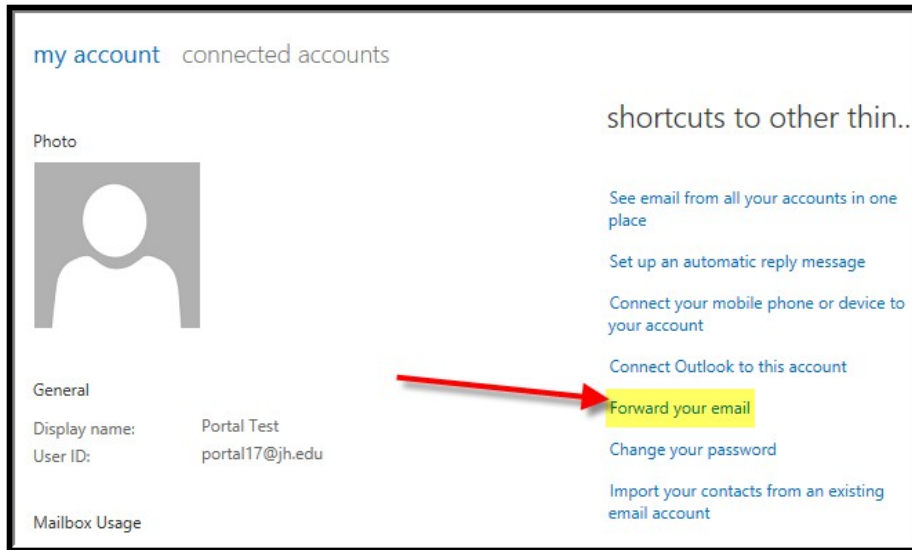 my account connected accounts
Photo
General
Display name: Portal Test
User ID: portal17@jh.edu
Mailbox Usage
shortcuts to other thin..
See email from all your accounts in one
place
Set up an automatic reply message
Connect your mobile phone or device to
your account
Connect Outlook to this account
Forward your email
Change your password
Import your contacts from an existing
email account